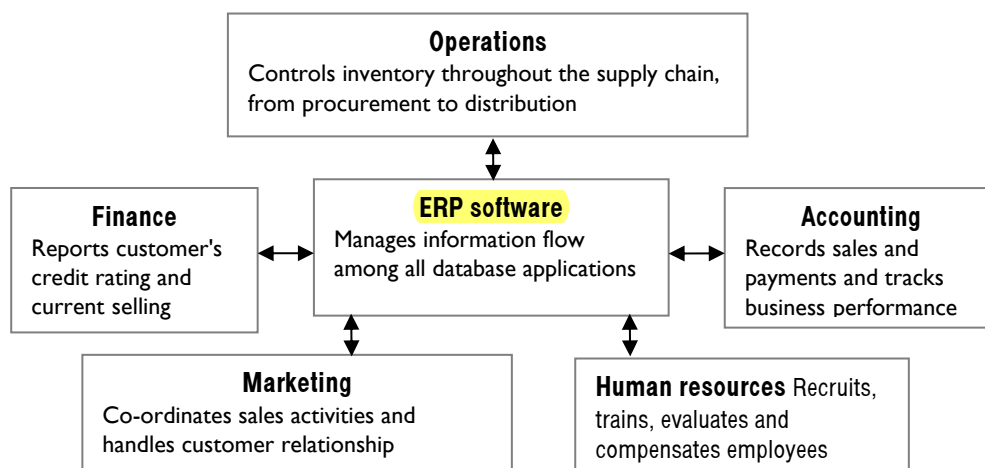 Operations
Controls inventory throughout the supply chain,
from procurement to distribution
ERP software
Manages information flow
among all database applications
Finance
Reports customer's
credit rating and
current selling
Accounting
Records sales and
payments and tracks
business performance
Marketing
Co-ordinates sales activities and
handles customer relationship
Human resources Recruits,
trains, evaluates and
compensates employees